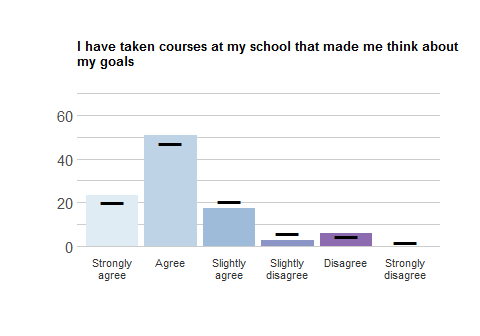 I have taken courses at my school that made me think about
my goals
60
40
20
0
Strongly
agree
Agree
Slightly
agree
Slightly
disagree
Disagree
Strongly
disagree